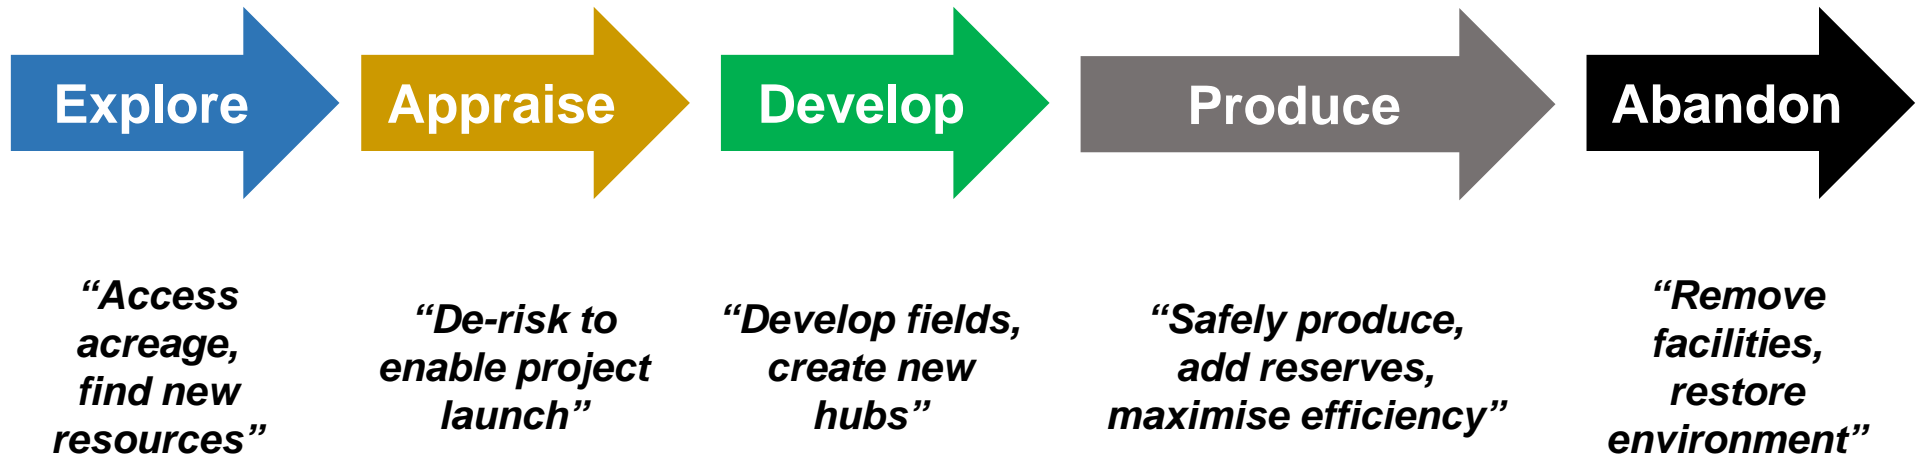 Explore
Appraise
Develop
Produce
Abandon
“Access
acreage,
find new
resources”
“De-risk to
enable project
launch”
“Develop fields,
create new
hubs”
“Safely produce,
add reserves,
maximise efficiency”
“Remove
facilities,
restore
environment”